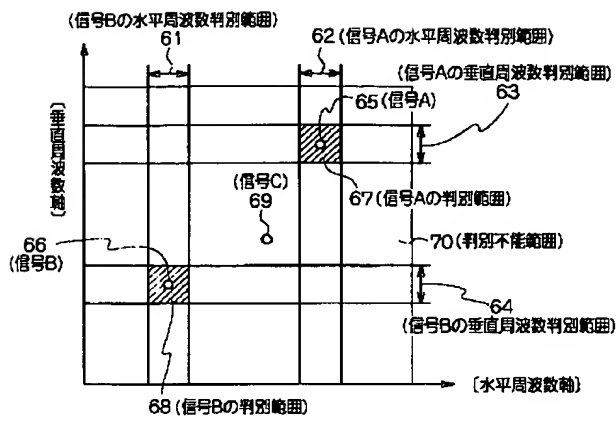 (信号Bの水平周波数判別範囲)
61
62(信号Aの水平周波数判別範囲)
(信号Aの垂直周波数判別範囲)
63
65(信号A)
[垂直周波数軸]
67(信号Aの判別範囲)
(信号C)
69
66
(信号B)
70(判別不能範囲)
64
(信号Bの垂直周波数判別範囲)
[水平周波数軸]
68(信号Bの判別範囲)